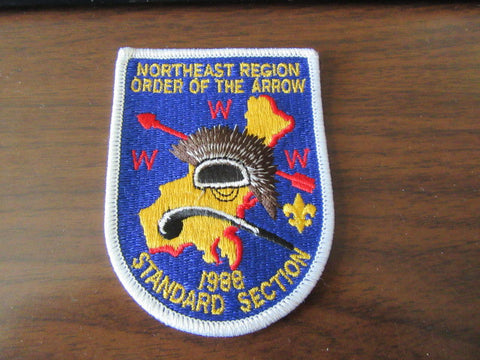 NORTHEAST REGION
ORDER OF THE ARROW
W
W W
1988
STANDARD SECTION